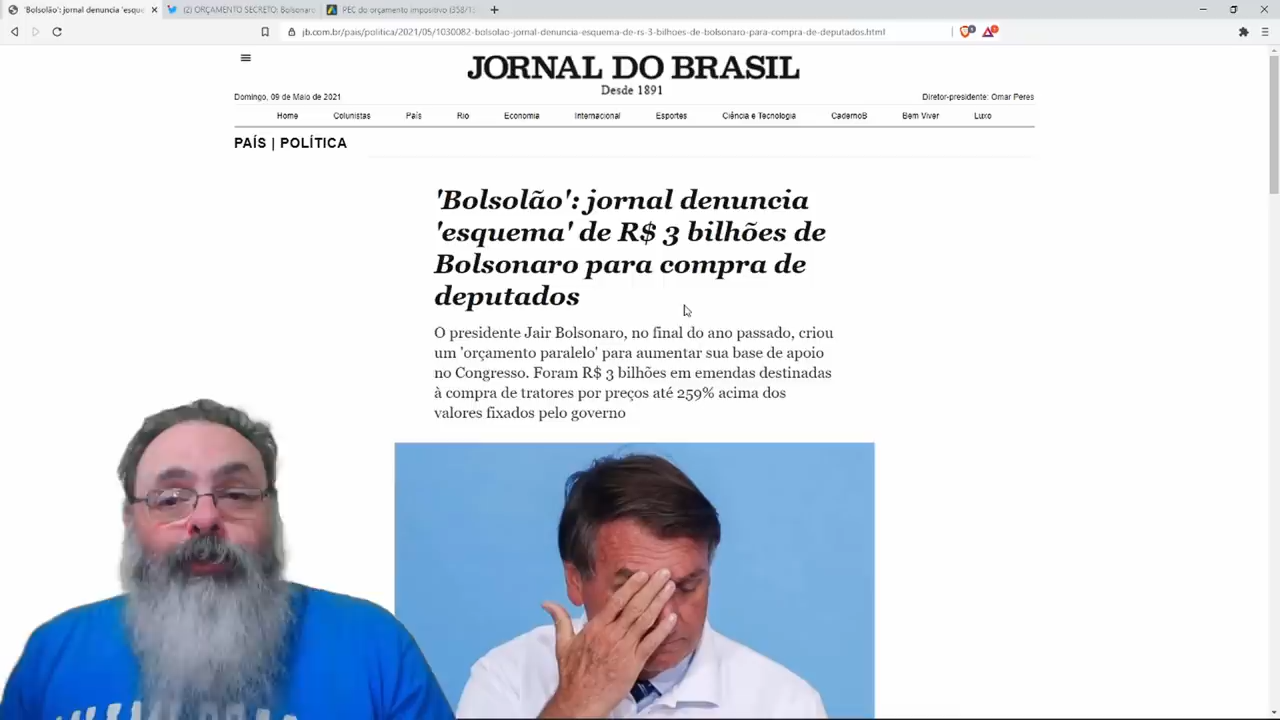 'Bolsolão': jornal denuncia 'esque
(2) ORÇAMENTO SECRETO: Bolsonaro
PEC do orçamento impositivo (358/13
jb.com.br/pais/politica/2021/05/1030082-bolsolao-jornal-denuncia-esquema-de-rs-3-bilhoes-de-bolsonaro-para-compra-de-deputados.html
JORNAL DO BRASIL
Desde 1891
Domingo, 09 de Maio de 2021
Diretor-presidente: Omar Peres
Home Colunistas País Rio Economia Internacional Esportes Ciência e Tecnologia CadernoB Bem Viver Luxo
PAÍS | POLÍTICA
'Bolsolão': jornal denuncia
'esquema' de R$ 3 bilhões de
Bolsonaro para compra de
deputados
O presidente Jair Bolsonaro, no final do ano passado, criou
um 'orçamento paralelo' para aumentar sua base de apoio
no Congresso. Foram R$ 3 bilhões em emendas destinadas
à compra de tratores por preços até 259% acima dos
valores fixados pelo governo